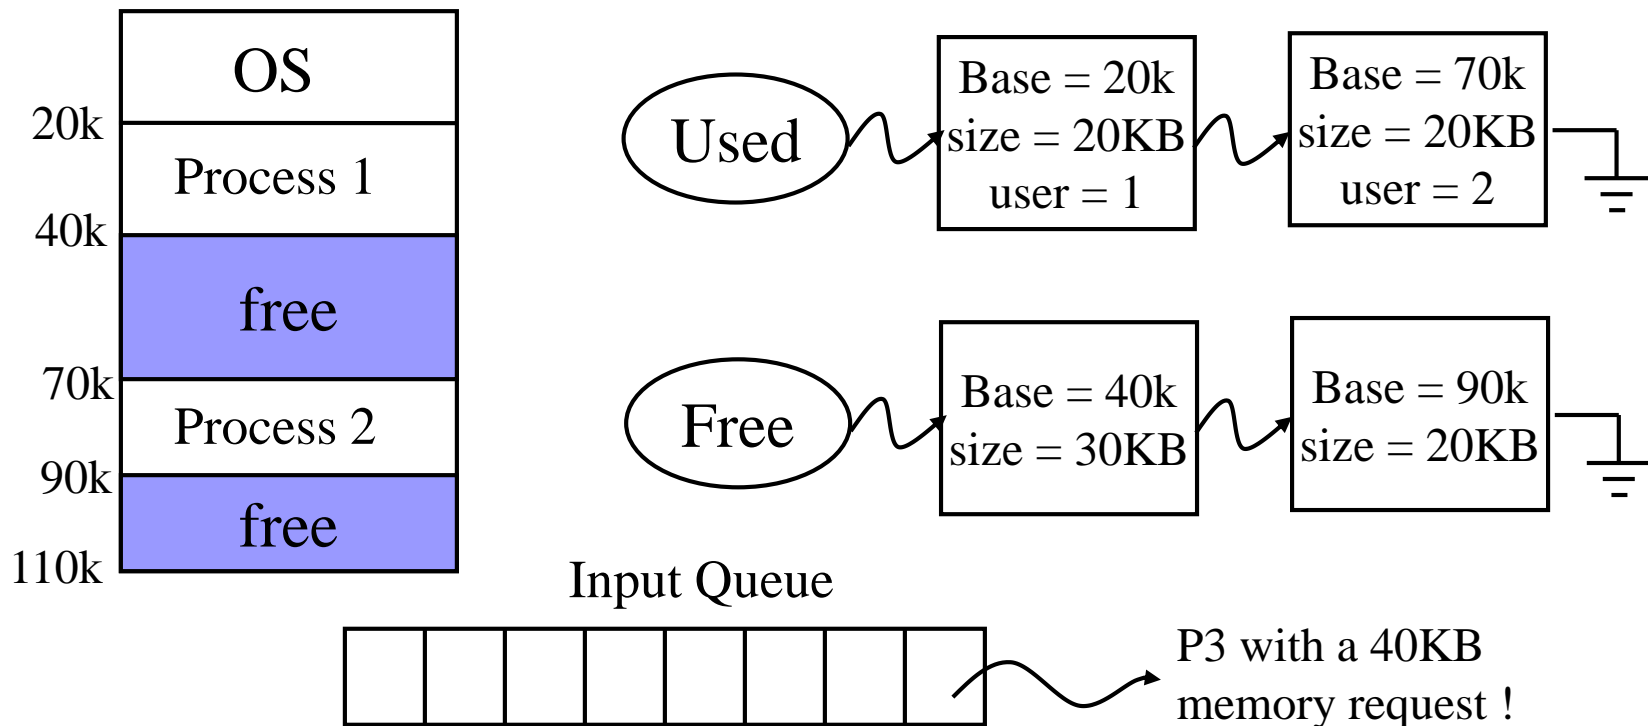 OS
20k
Process 1
40k
free
70k
Process 2
90k
free
110k
Used
Base = 20k
size = 20KB
user = 1
Base = 70k
size = 20KB
user = 2
Free
Base = 40k
size = 30KB
Base = 90k
size = 20KB
Input Queue
P3 with a 40KB
memory request !